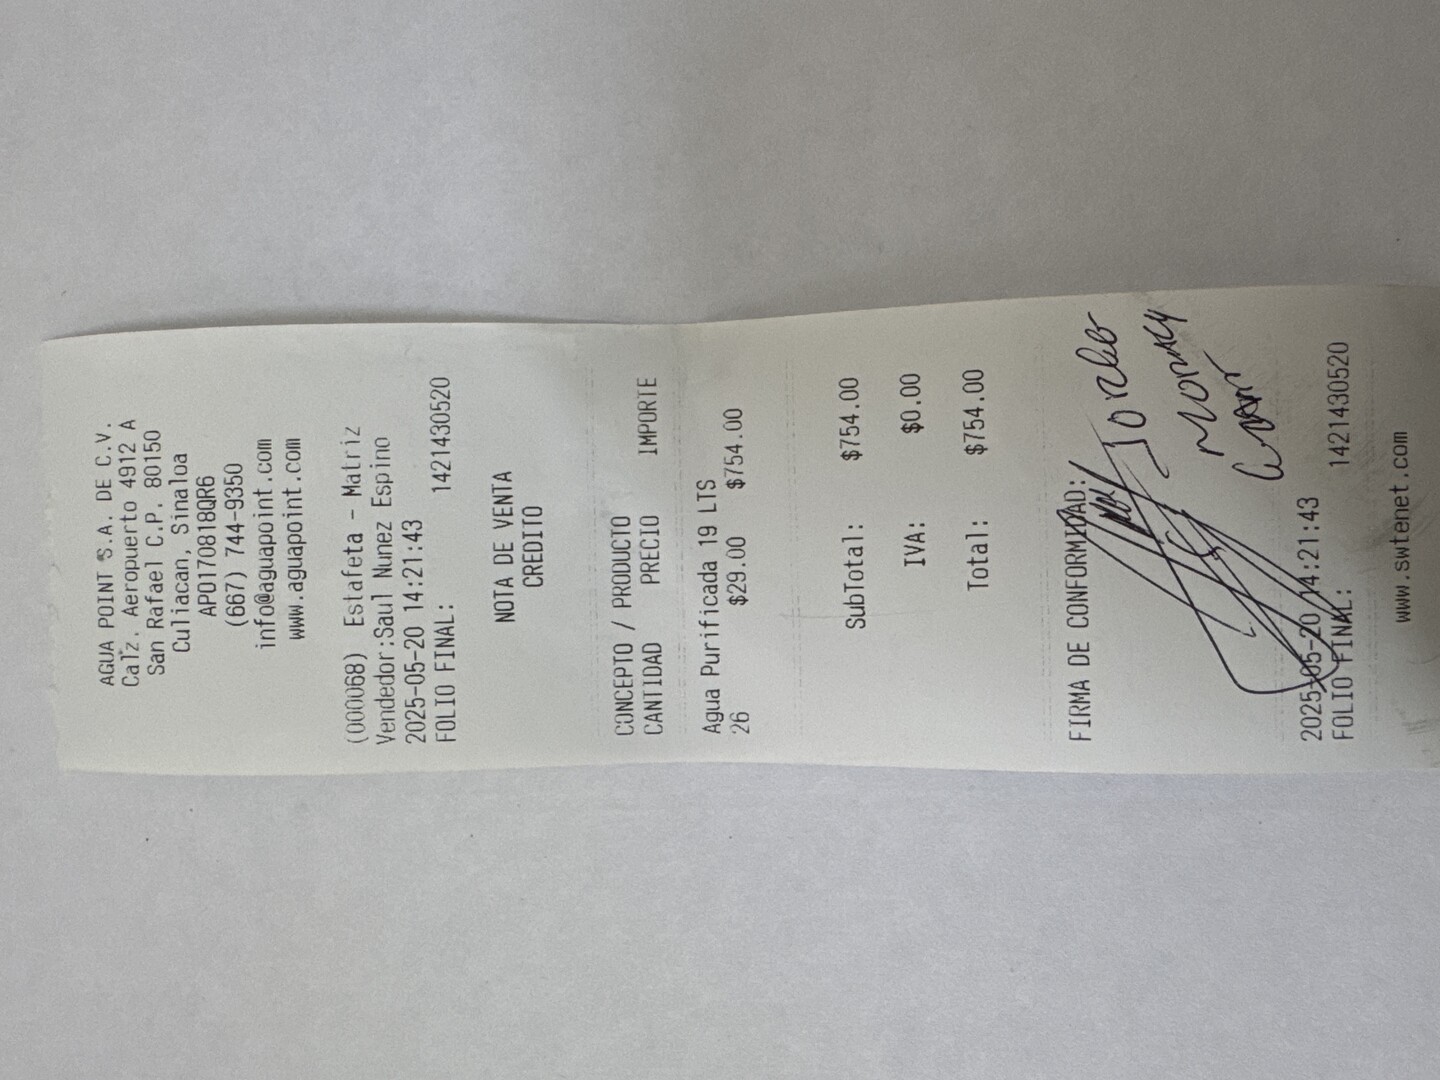 AGUA POINT S.A. DE C.V.
Calz. Aeropuerto 4912 A
San Rafael C.P. 80150
Culiacan, Sinaloa
APO170818QR6
(667) 744-9350
info@aguapoint.com
www.aguapoint.com
(000068) Estafeta - Matriz
Vendedor:Saul Nunez Espino
2025-05-20 14:21:43
FOLIO FINAL: 1421430520
NOTA DE VENTA
CREDITO
CONCEPTO / PRODUCTO
CANTIDAD PRECIO IMPORTE
Agua Purificada 19 LTS
26 $29.00 $754.00
SubTotal: $754.00
IVA: $0.00
Total: $754.00
FIRMA DE CONFORMIDAD:
2025-05-20 14:21:43
FOLIO FINAL: 1421430520
www.swtenet.com